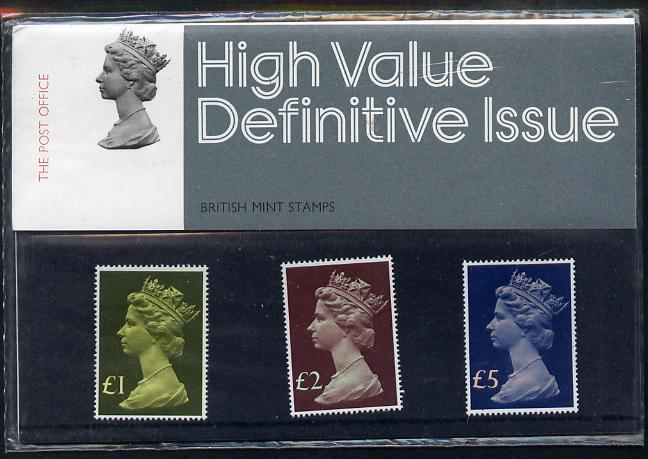 THE POST OFFICE
High Value
Definitive Issue
BRITISH MINT STAMPS
£1
£2
£5